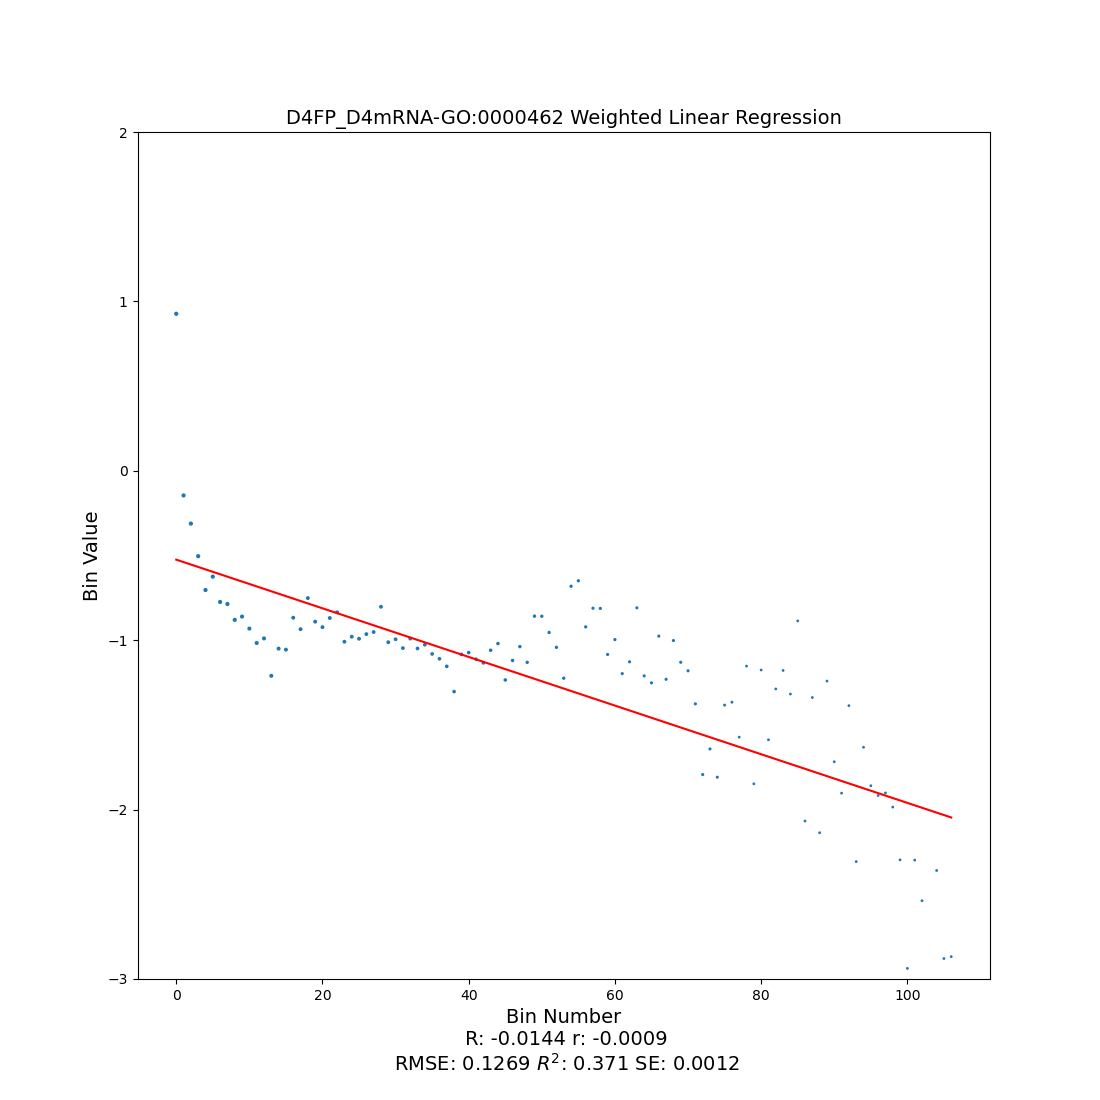 D4FP_D4mRNA-GO:0000462 Weighted Linear Regression
2
1
0
−1
−2
−3
Bin Value
0 20 40 60 80 100
Bin Number
R: -0.0144 r: -0.0009
RMSE: 0.1269 R²: 0.371 SE: 0.0012